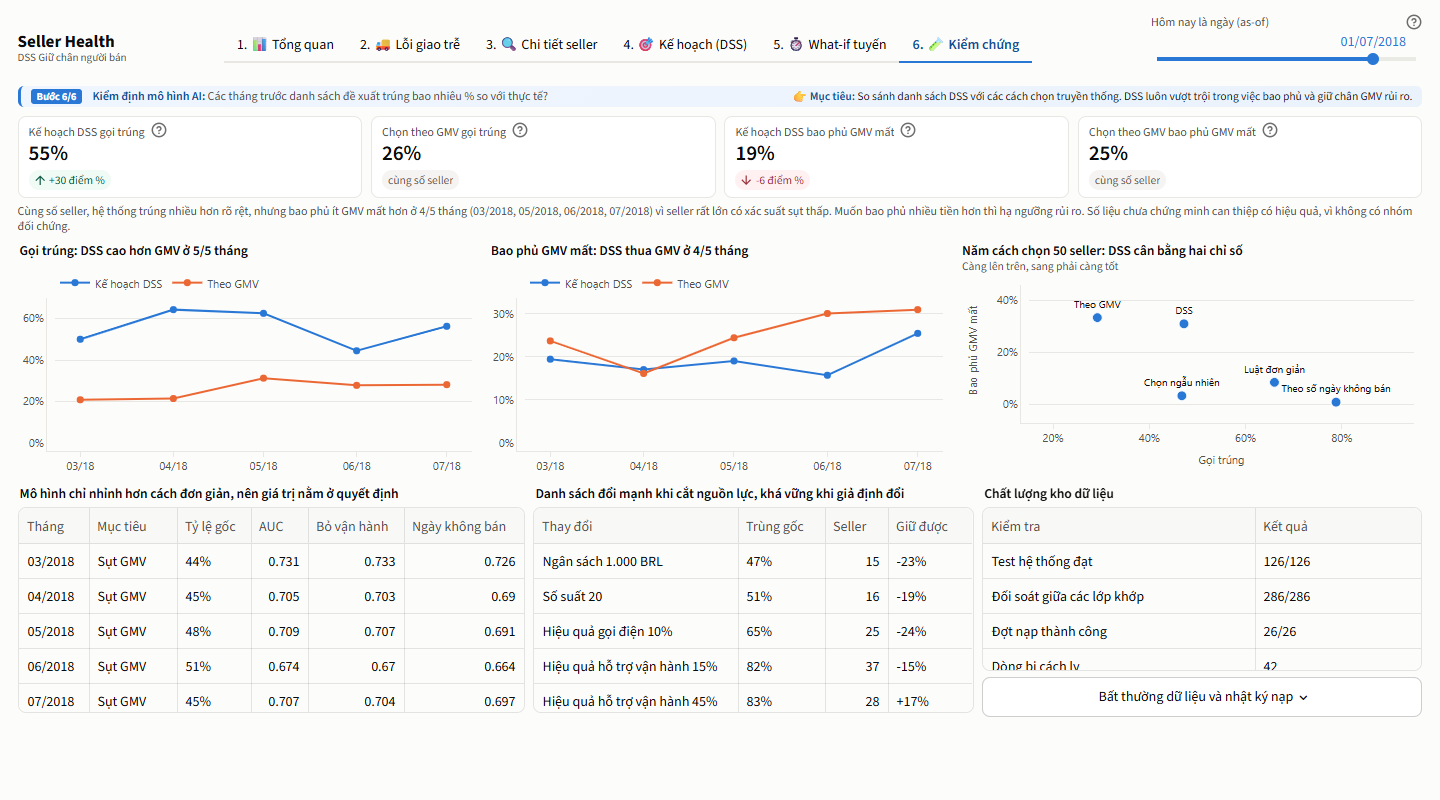 Hôm nay là ngày (as-of)
Seller Health
DSS Giữ chân người bán
1. 📊 Tổng quan
2. 🚚 Lỗi giao trễ
3. 🔍 Chi tiết seller
4. 🎯 Kế hoạch (DSS)
5. ⏱️ What-if tuyến
6. 🧪 Kiểm chứng
01/07/2018
Bước 6/6 Kiểm định mô hình AI: Các tháng trước danh sách đề xuất trúng bao nhiêu % so với thực tế?
👉 Mục tiêu: So sánh danh sách DSS với các cách chọn truyền thống. DSS luôn vượt trội trong việc bao phủ và giữ chân GMV rủi ro.
Kế hoạch DSS gọi trúng
55%
↑ +30 điểm %
Chọn theo GMV gọi trúng
26%
cùng số seller
Kế hoạch DSS bao phủ GMV mất
19%
↓ -6 điểm %
Chọn theo GMV bao phủ GMV mất
25%
cùng số seller
Cùng số seller, hệ thống trúng nhiều hơn rõ rệt, nhưng bao phủ ít GMV mất hơn ở 4/5 tháng (03/2018, 05/2018, 06/2018, 07/2018) vì seller rất lớn có xác suất sụt thấp. Muốn bao phủ nhiều tiền hơn thì hạ ngưỡng rủi ro. Số liệu chưa chứng minh can thiệp có hiệu quả, vì không có nhóm
đối chứng.
Gọi trúng: DSS cao hơn GMV ở 5/5 tháng
Kế hoạch DSS
Theo GMV
60%
40%
20%
0%
03/18 04/18 05/18 06/18 07/18
Bao phủ GMV mất: DSS thua GMV ở 4/5 tháng
Kế hoạch DSS
Theo GMV
30%
20%
10%
0%
03/18 04/18 05/18 06/18 07/18
Năm cách chọn 50 seller: DSS cân bằng hai chỉ số
Càng lên trên, sang phải càng tốt
Bao phủ GMV mất
40%
20%
0%
Theo GMV
DSS
Luật đơn giản
Chọn ngẫu nhiên
Theo số ngày không bán
20% 40% 60% 80%
Gọi trúng
Mô hình chỉ nhỉnh hơn cách đơn giản, nên giá trị nằm ở quyết định
Tháng Mục tiêu Tỷ lệ gốc AUC Bỏ vận hành Ngày không bán
03/2018 Sụt GMV 44% 0.731 0.733 0.726
04/2018 Sụt GMV 45% 0.705 0.703 0.69
05/2018 Sụt GMV 48% 0.709 0.707 0.691
06/2018 Sụt GMV 51% 0.674 0.67 0.664
07/2018 Sụt GMV 45% 0.707 0.704 0.697
Danh sách đổi mạnh khi cắt nguồn lực, khá vững khi giả định đổi
Thay đổi Trùng gốc Seller Giữ được
Ngân sách 1.000 BRL 47% 15 -23%
Số suất 20 51% 16 -19%
Hiệu quả gọi điện 10% 65% 25 -24%
Hiệu quả hỗ trợ vận hành 15% 82% 37 -15%
Hiệu quả hỗ trợ vận hành 45% 83% 28 +17%
Chất lượng kho dữ liệu
Kiểm tra Kết quả
Test hệ thống đạt 126/126
Đối soát giữa các lớp khớp 286/286
Đợt nạp thành công 26/26
Dòng bị cách ly 42
Bất thường dữ liệu và nhật ký nạp